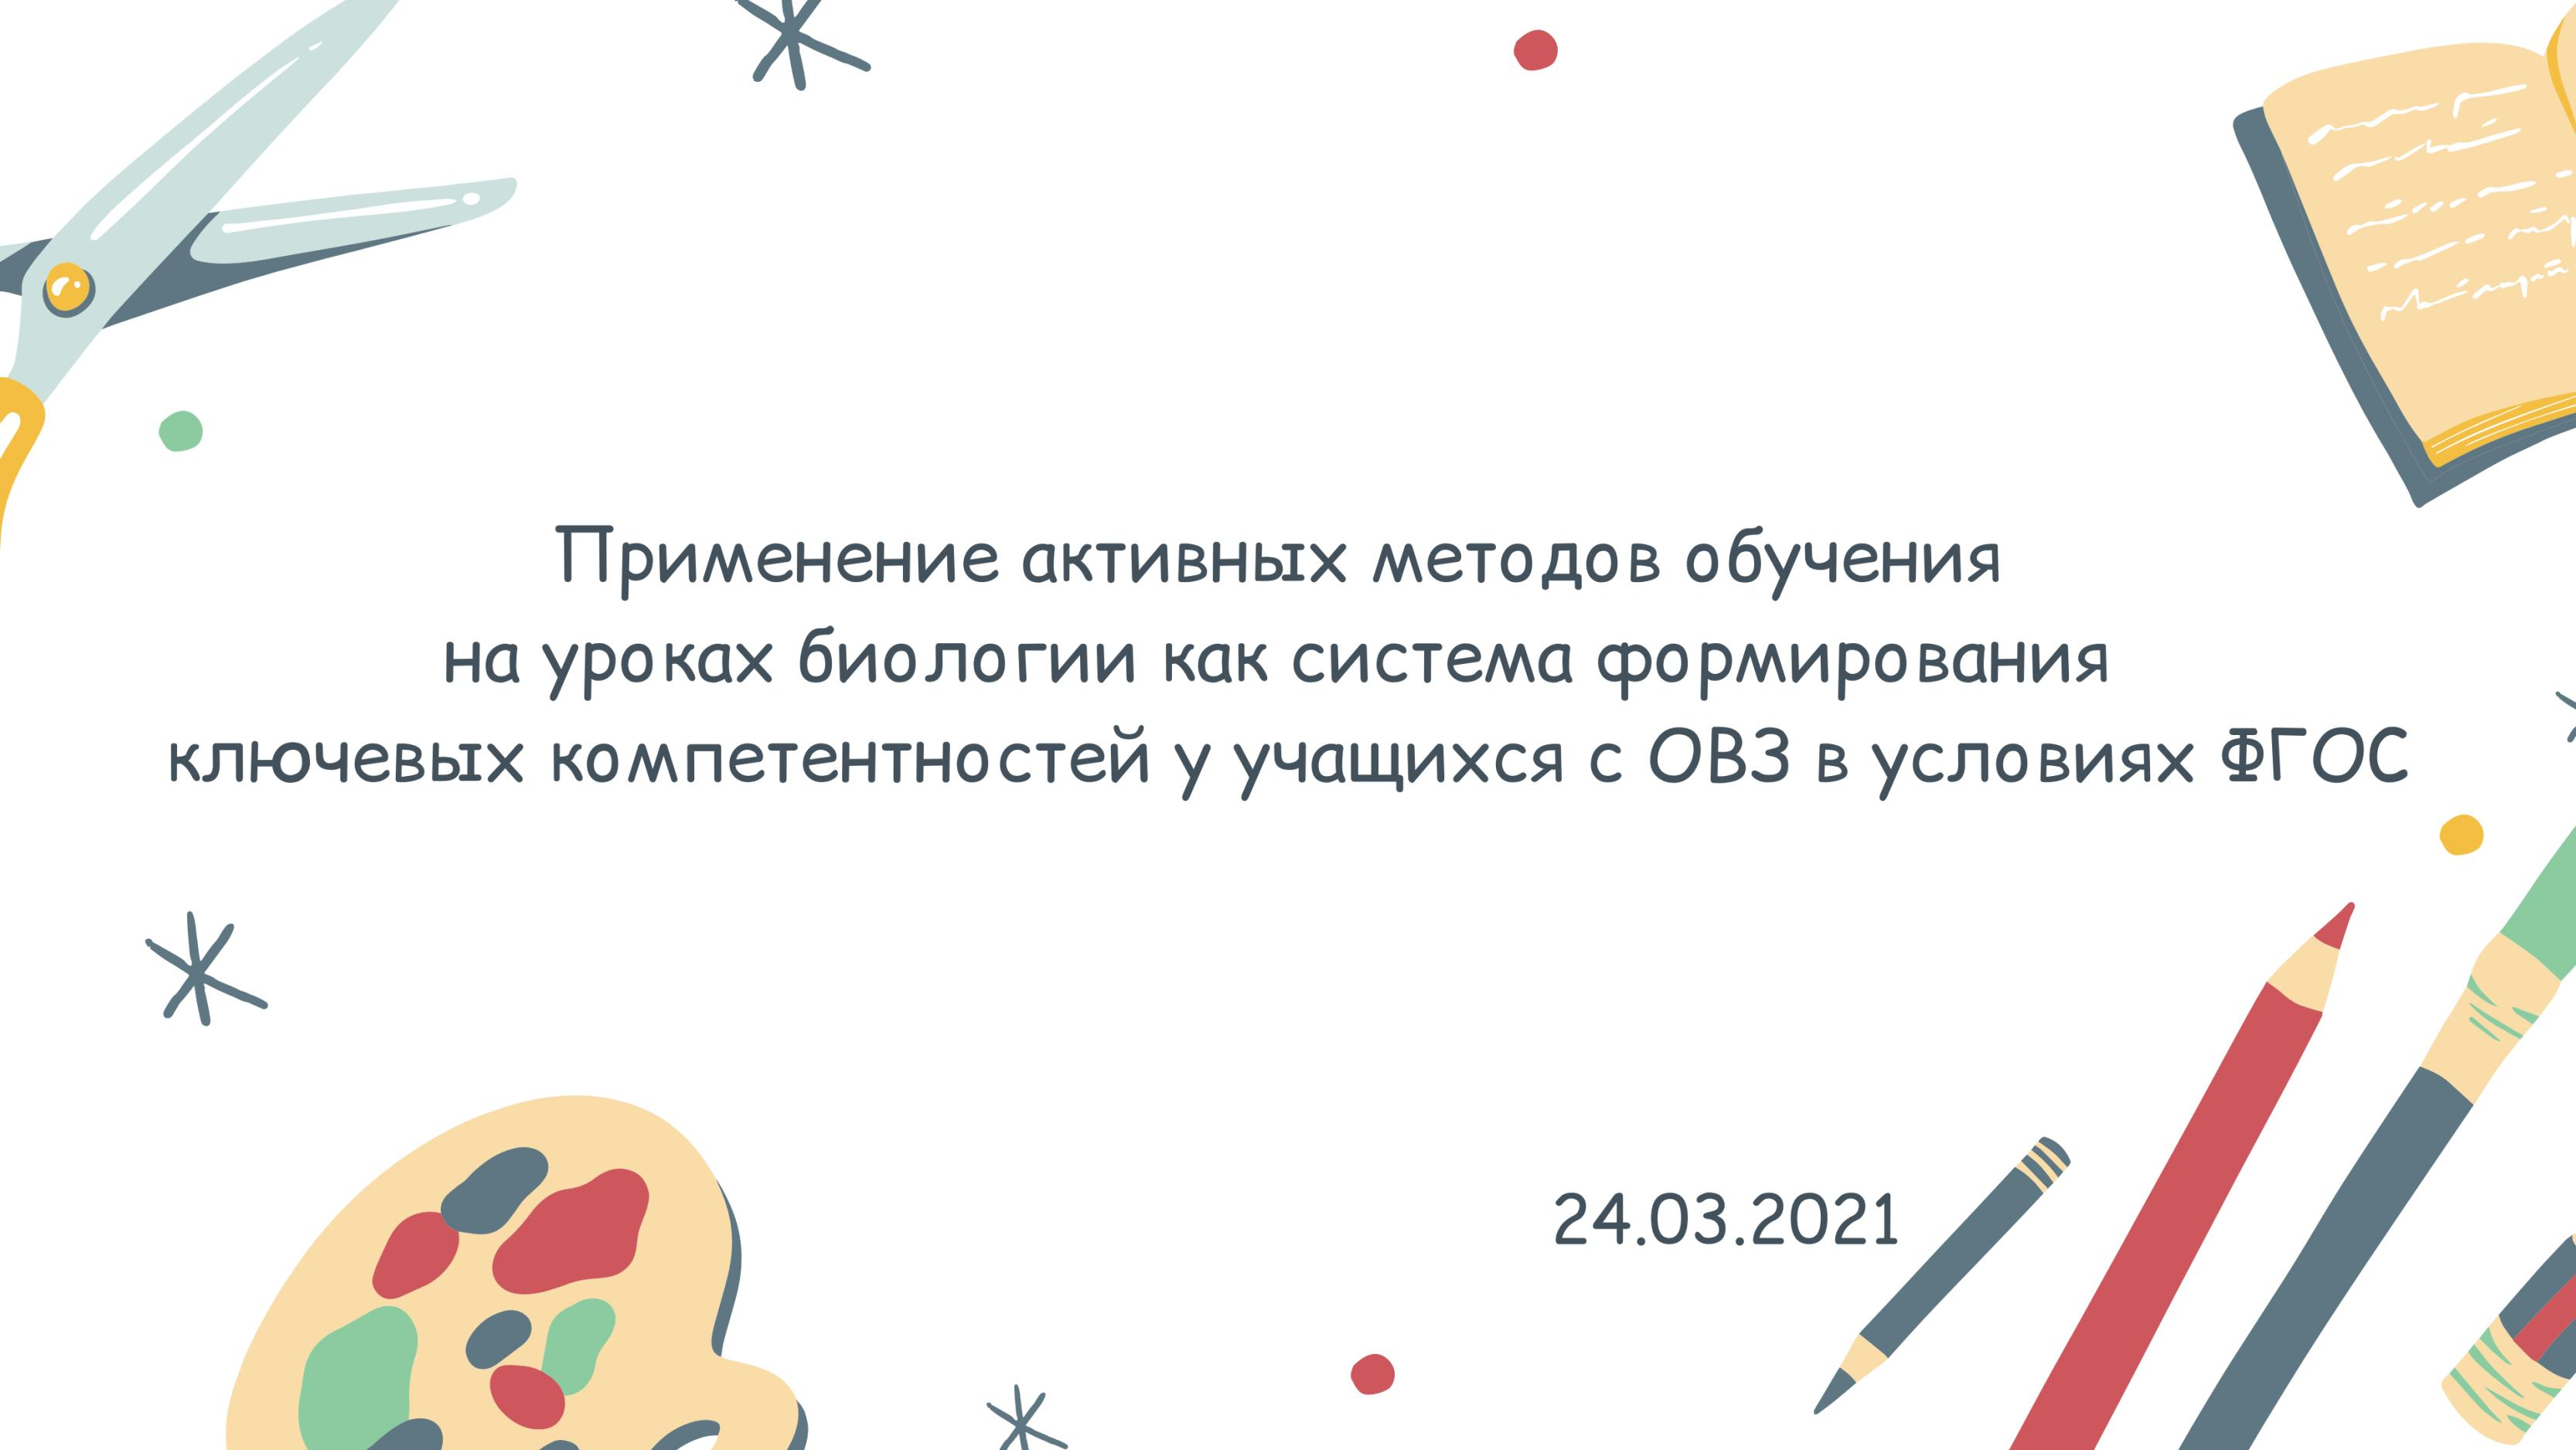 Применение активных методов обучения
на уроках биологии как система формирования
ключевых компетентностей у учащихся с ОВЗ в условиях ФГОС
24.03.2021